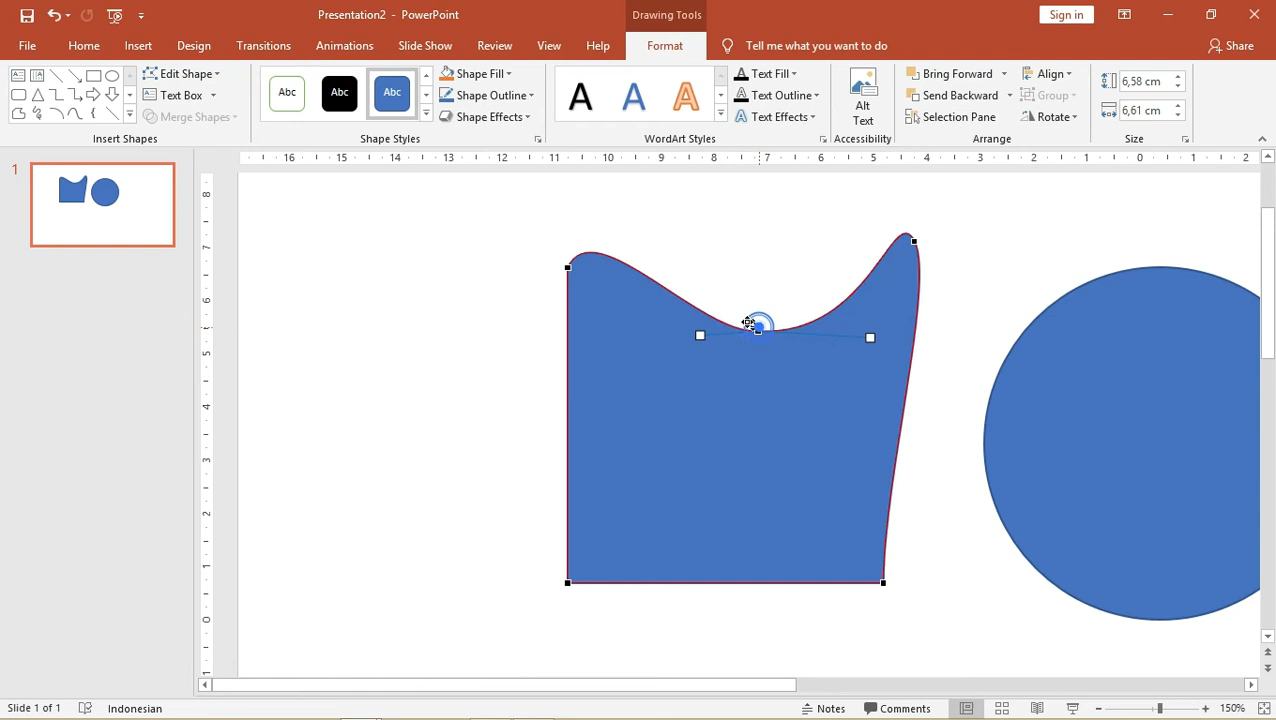 Presentation2 - PowerPoint
Drawing Tools
Sign in
File Home Insert Design Transitions Animations Slide Show Review View Help Format Tell me what you want to do Share
Edit Shape
Text Box
Merge Shapes
Insert Shapes
Abc Abc Abc
Shape Fill
Shape Outline
Shape Effects
Shape Styles
A A A
Text Fill
Text Outline
Text Effects
WordArt Styles
Alt
Text
Accessibility
Bring Forward
Send Backward
Selection Pane
Align
Group
Rotate
Arrange
6,58 cm
6,61 cm
Size
16 15 14 13 12 11 10 9 8 7 6 5 4 3 2 1 0 1 2
1
8
7
6
5
4
3
2
1
0
1
Slide 1 of 1 Indonesian Notes Comments 150%